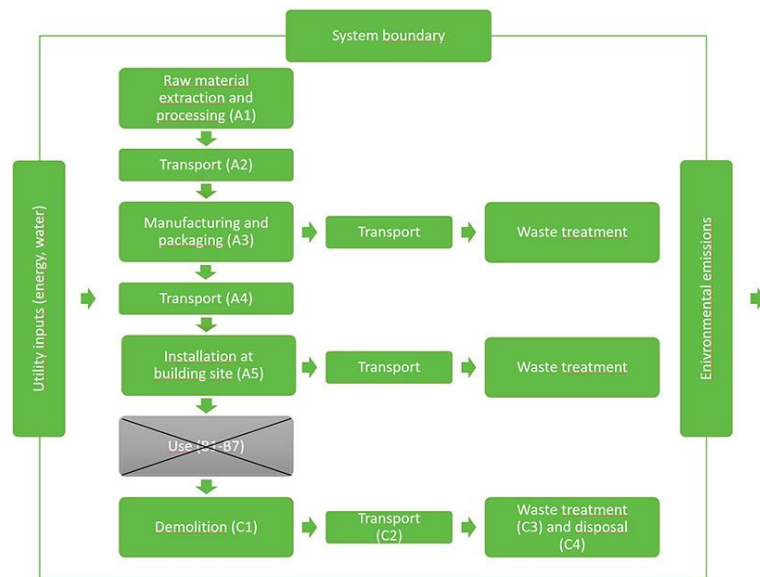 System boundary
Raw material
extraction and
processing (A1)
Transport (A2)
Manufacturing and
packaging (A3)
Transport
Waste treatment
Transport (A4)
Installation at
building site (A5)
Transport
Waste treatment
Use (B1-B7)
Demolition (C1)
Transport
(C2)
Waste treatment
(C3) and disposal
(C4)
Utility inputs (energy, water)
Enivronmental emissions